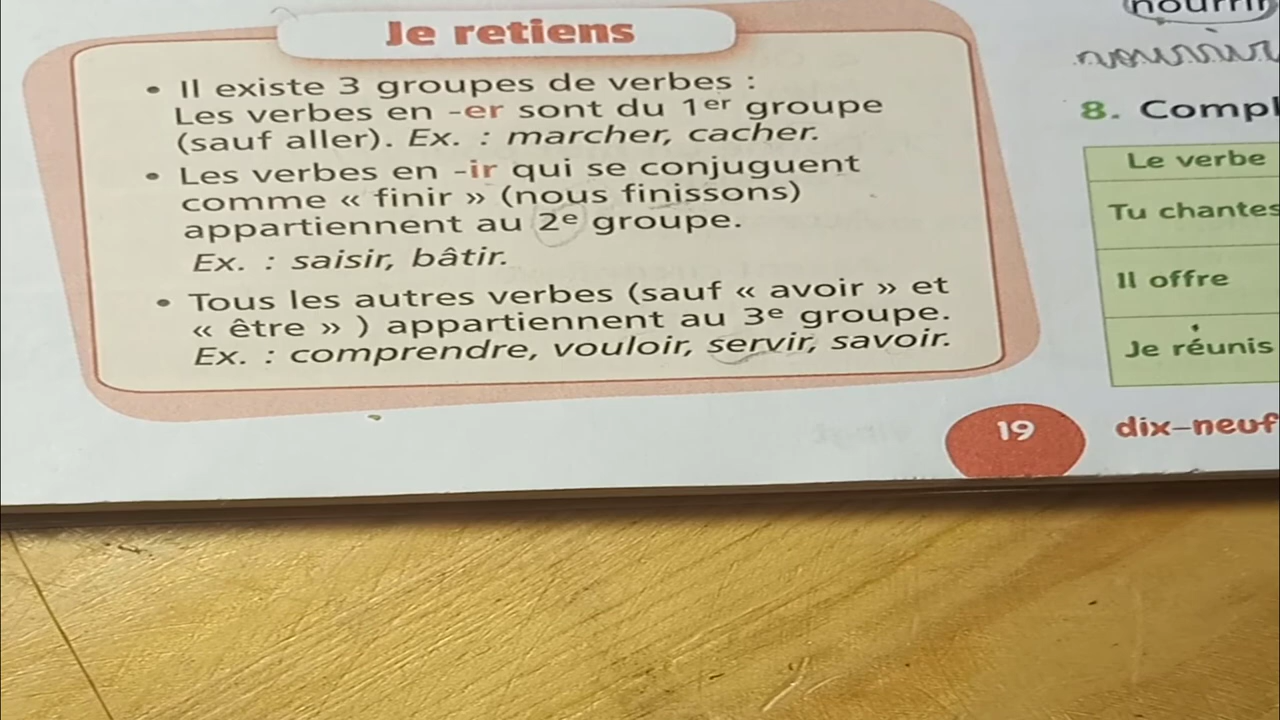 Je retiens
• Il existe 3 groupes de verbes :
Les verbes en -er sont du 1er groupe
(sauf aller). Ex. : marcher, cacher.
• Les verbes en -ir qui se conjuguent
comme « finir » (nous finissons)
appartiennent au 2e groupe.
Ex. : saisir, bâtir.
• Tous les autres verbes (sauf « avoir » et
« être » ) appartiennent au 3e groupe.
Ex. : comprendre, vouloir, servir, savoir.
nourrir
8. Compl
Le verbe
Tu chantes
Il offre
Je réunis
19 dix-neuf